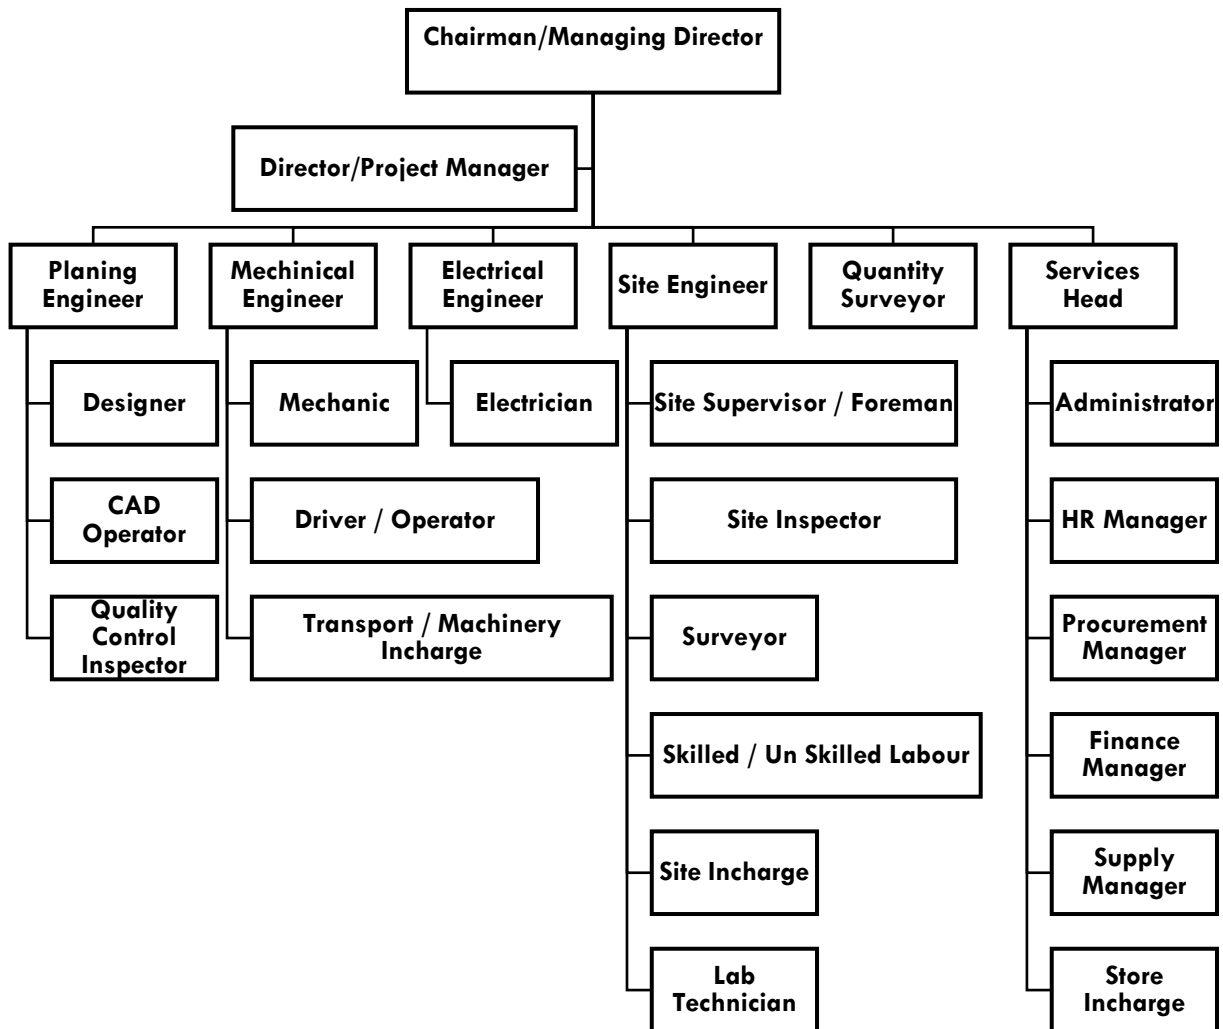 Chairman/Managing Director
Director/Project Manager
Planing
Engineer
Mechinical
Engineer
Electrical
Engineer
Site Engineer
Quantity
Surveyor
Services
Head
Designer
Mechanic
Electrician
Site Supervisor / Foreman
Administrator
CAD
Operator
Driver / Operator
Site Inspector
HR Manager
Quality
Control
Inspector
Transport / Machinery
Incharge
Surveyor
Procurement
Manager
Skilled / Un Skilled Labour
Finance
Manager
Site Incharge
Supply
Manager
Lab
Technician
Store
Incharge